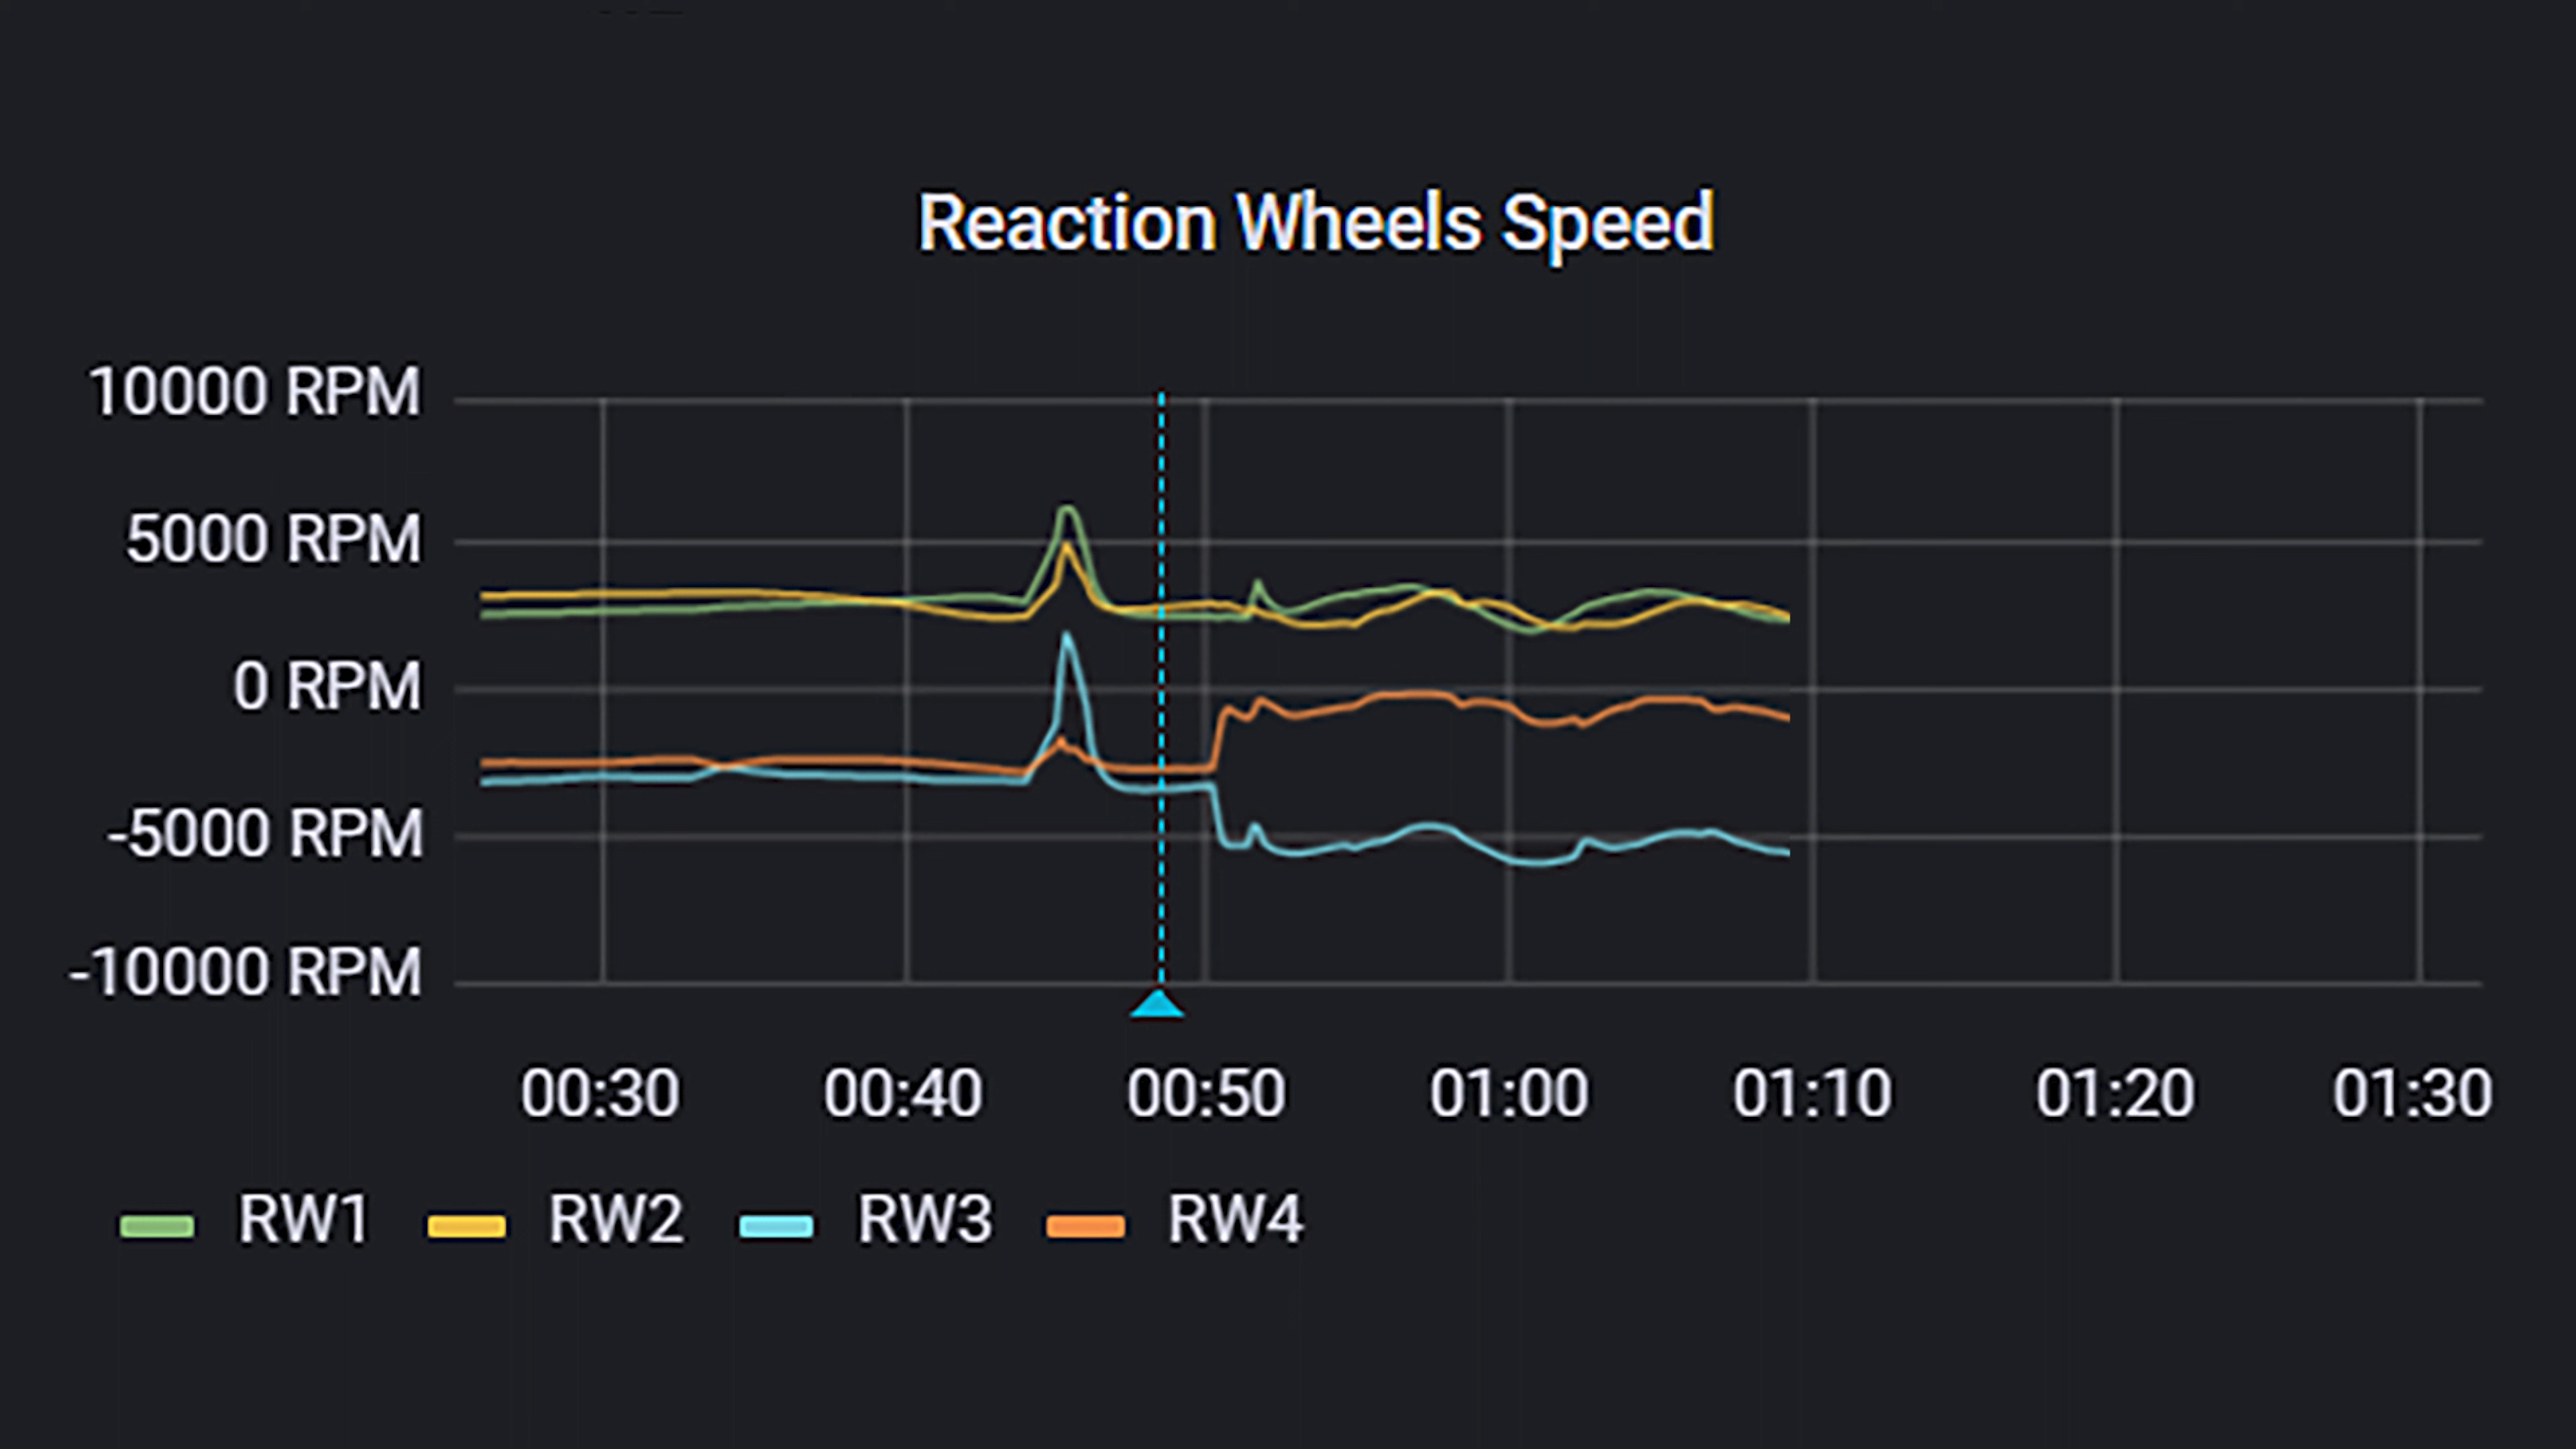 Reaction Wheels Speed
10000 RPM
5000 RPM
0 RPM
-5000 RPM
-10000 RPM
00:30 00:40 00:50 01:00 01:10 01:20 01:30
RW1 RW2 RW3 RW4